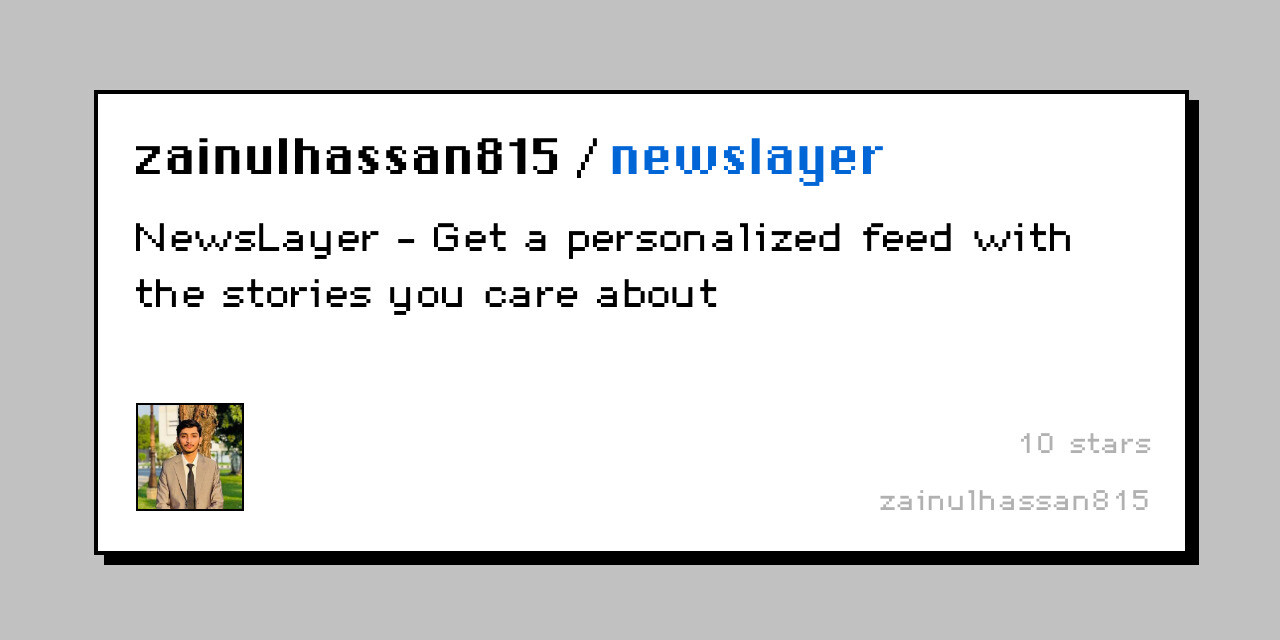 zainulhassan815 / newslayer
NewsLayer - Get a personalized feed with
the stories you care about
10 stars
zainulhassan815